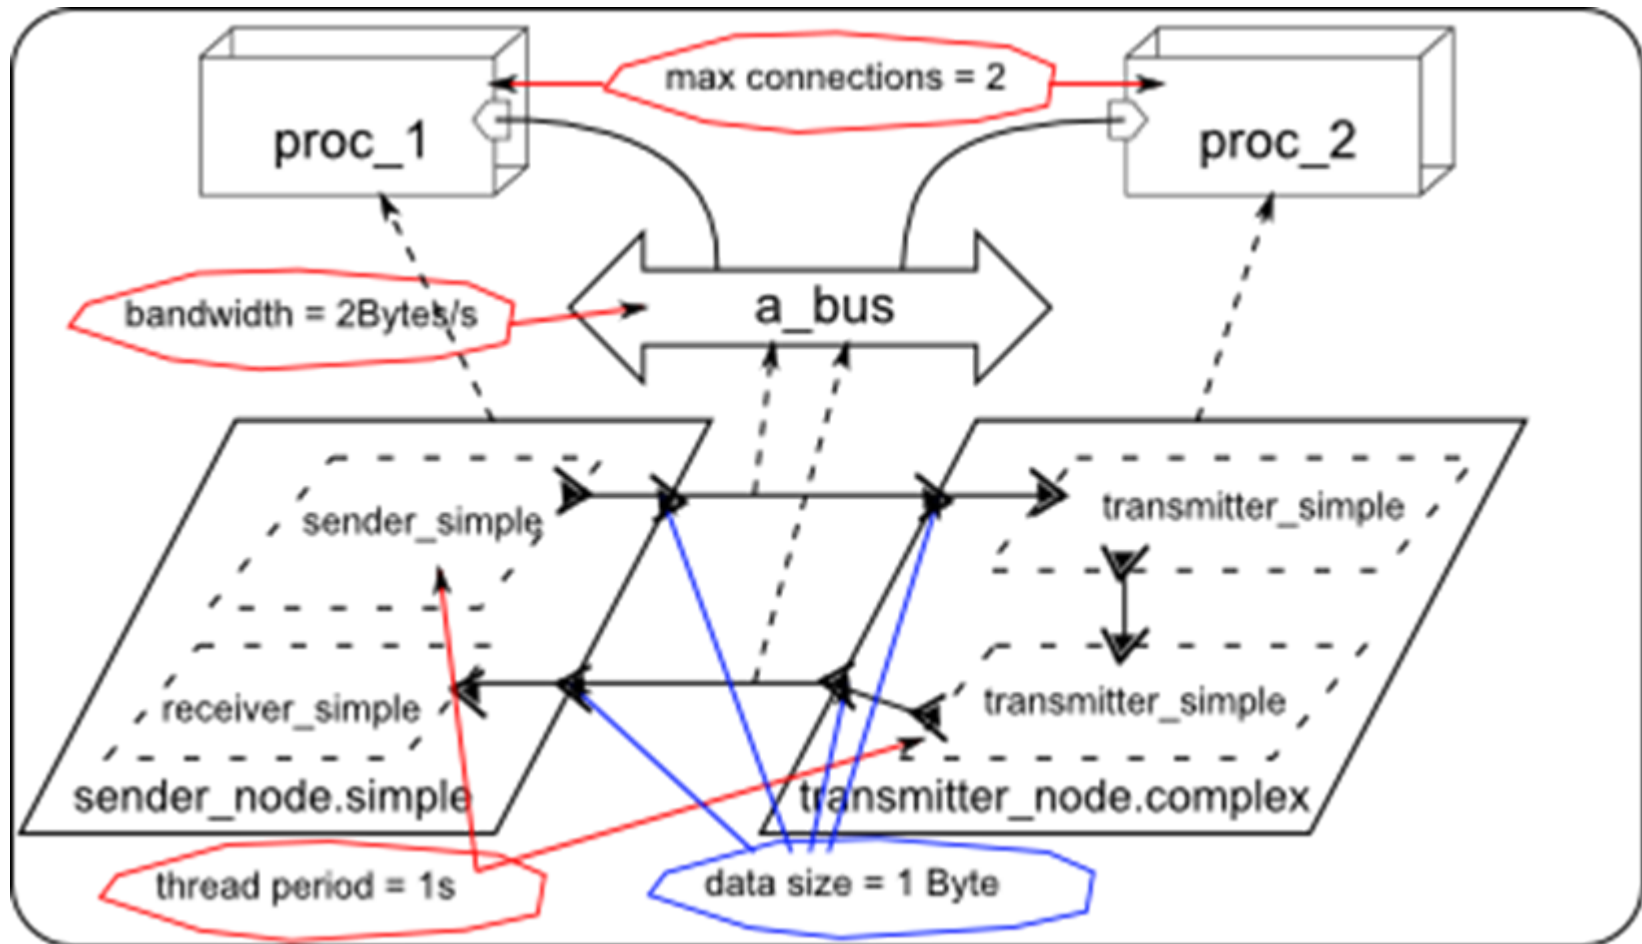 max connections = 2
proc_1
proc_2
bandwidth = 2Bytes/s
a_bus
sender_simple
transmitter_simple
receiver_simple
transmitter_simple
sender_node.simple
transmitter_node.complex
thread period = 1s
data size = 1 Byte